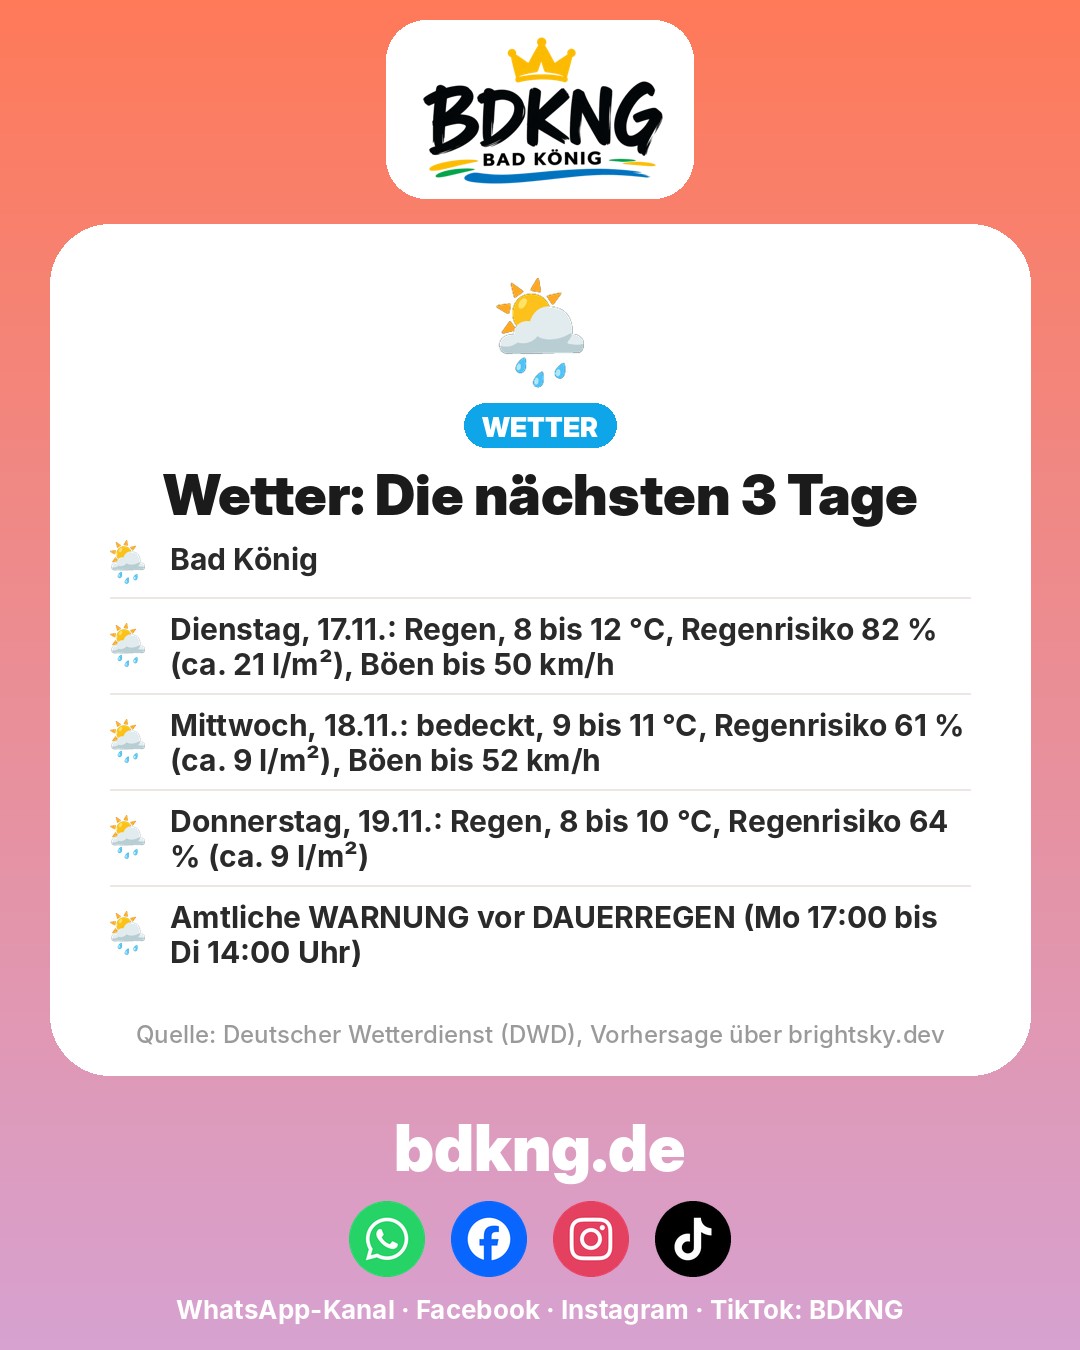 BDKNG
BAD KÖNIG
WETTER
Wetter: Die nächsten 3 Tage
Bad König
Dienstag, 17.11.: Regen, 8 bis 12 °C, Regenrisiko 82 %
(ca. 21 l/m²), Böen bis 50 km/h
Mittwoch, 18.11.: bedeckt, 9 bis 11 °C, Regenrisiko 61 %
(ca. 9 l/m²), Böen bis 52 km/h
Donnerstag, 19.11.: Regen, 8 bis 10 °C, Regenrisiko 64
% (ca. 9 l/m²)
Amtliche WARNUNG vor DAUERREGEN (Mo 17:00 bis
Di 14:00 Uhr)
Quelle: Deutscher Wetterdienst (DWD), Vorhersage über brightsky.dev
bdkng.de
WhatsApp-Kanal · Facebook · Instagram · TikTok: BDKNG